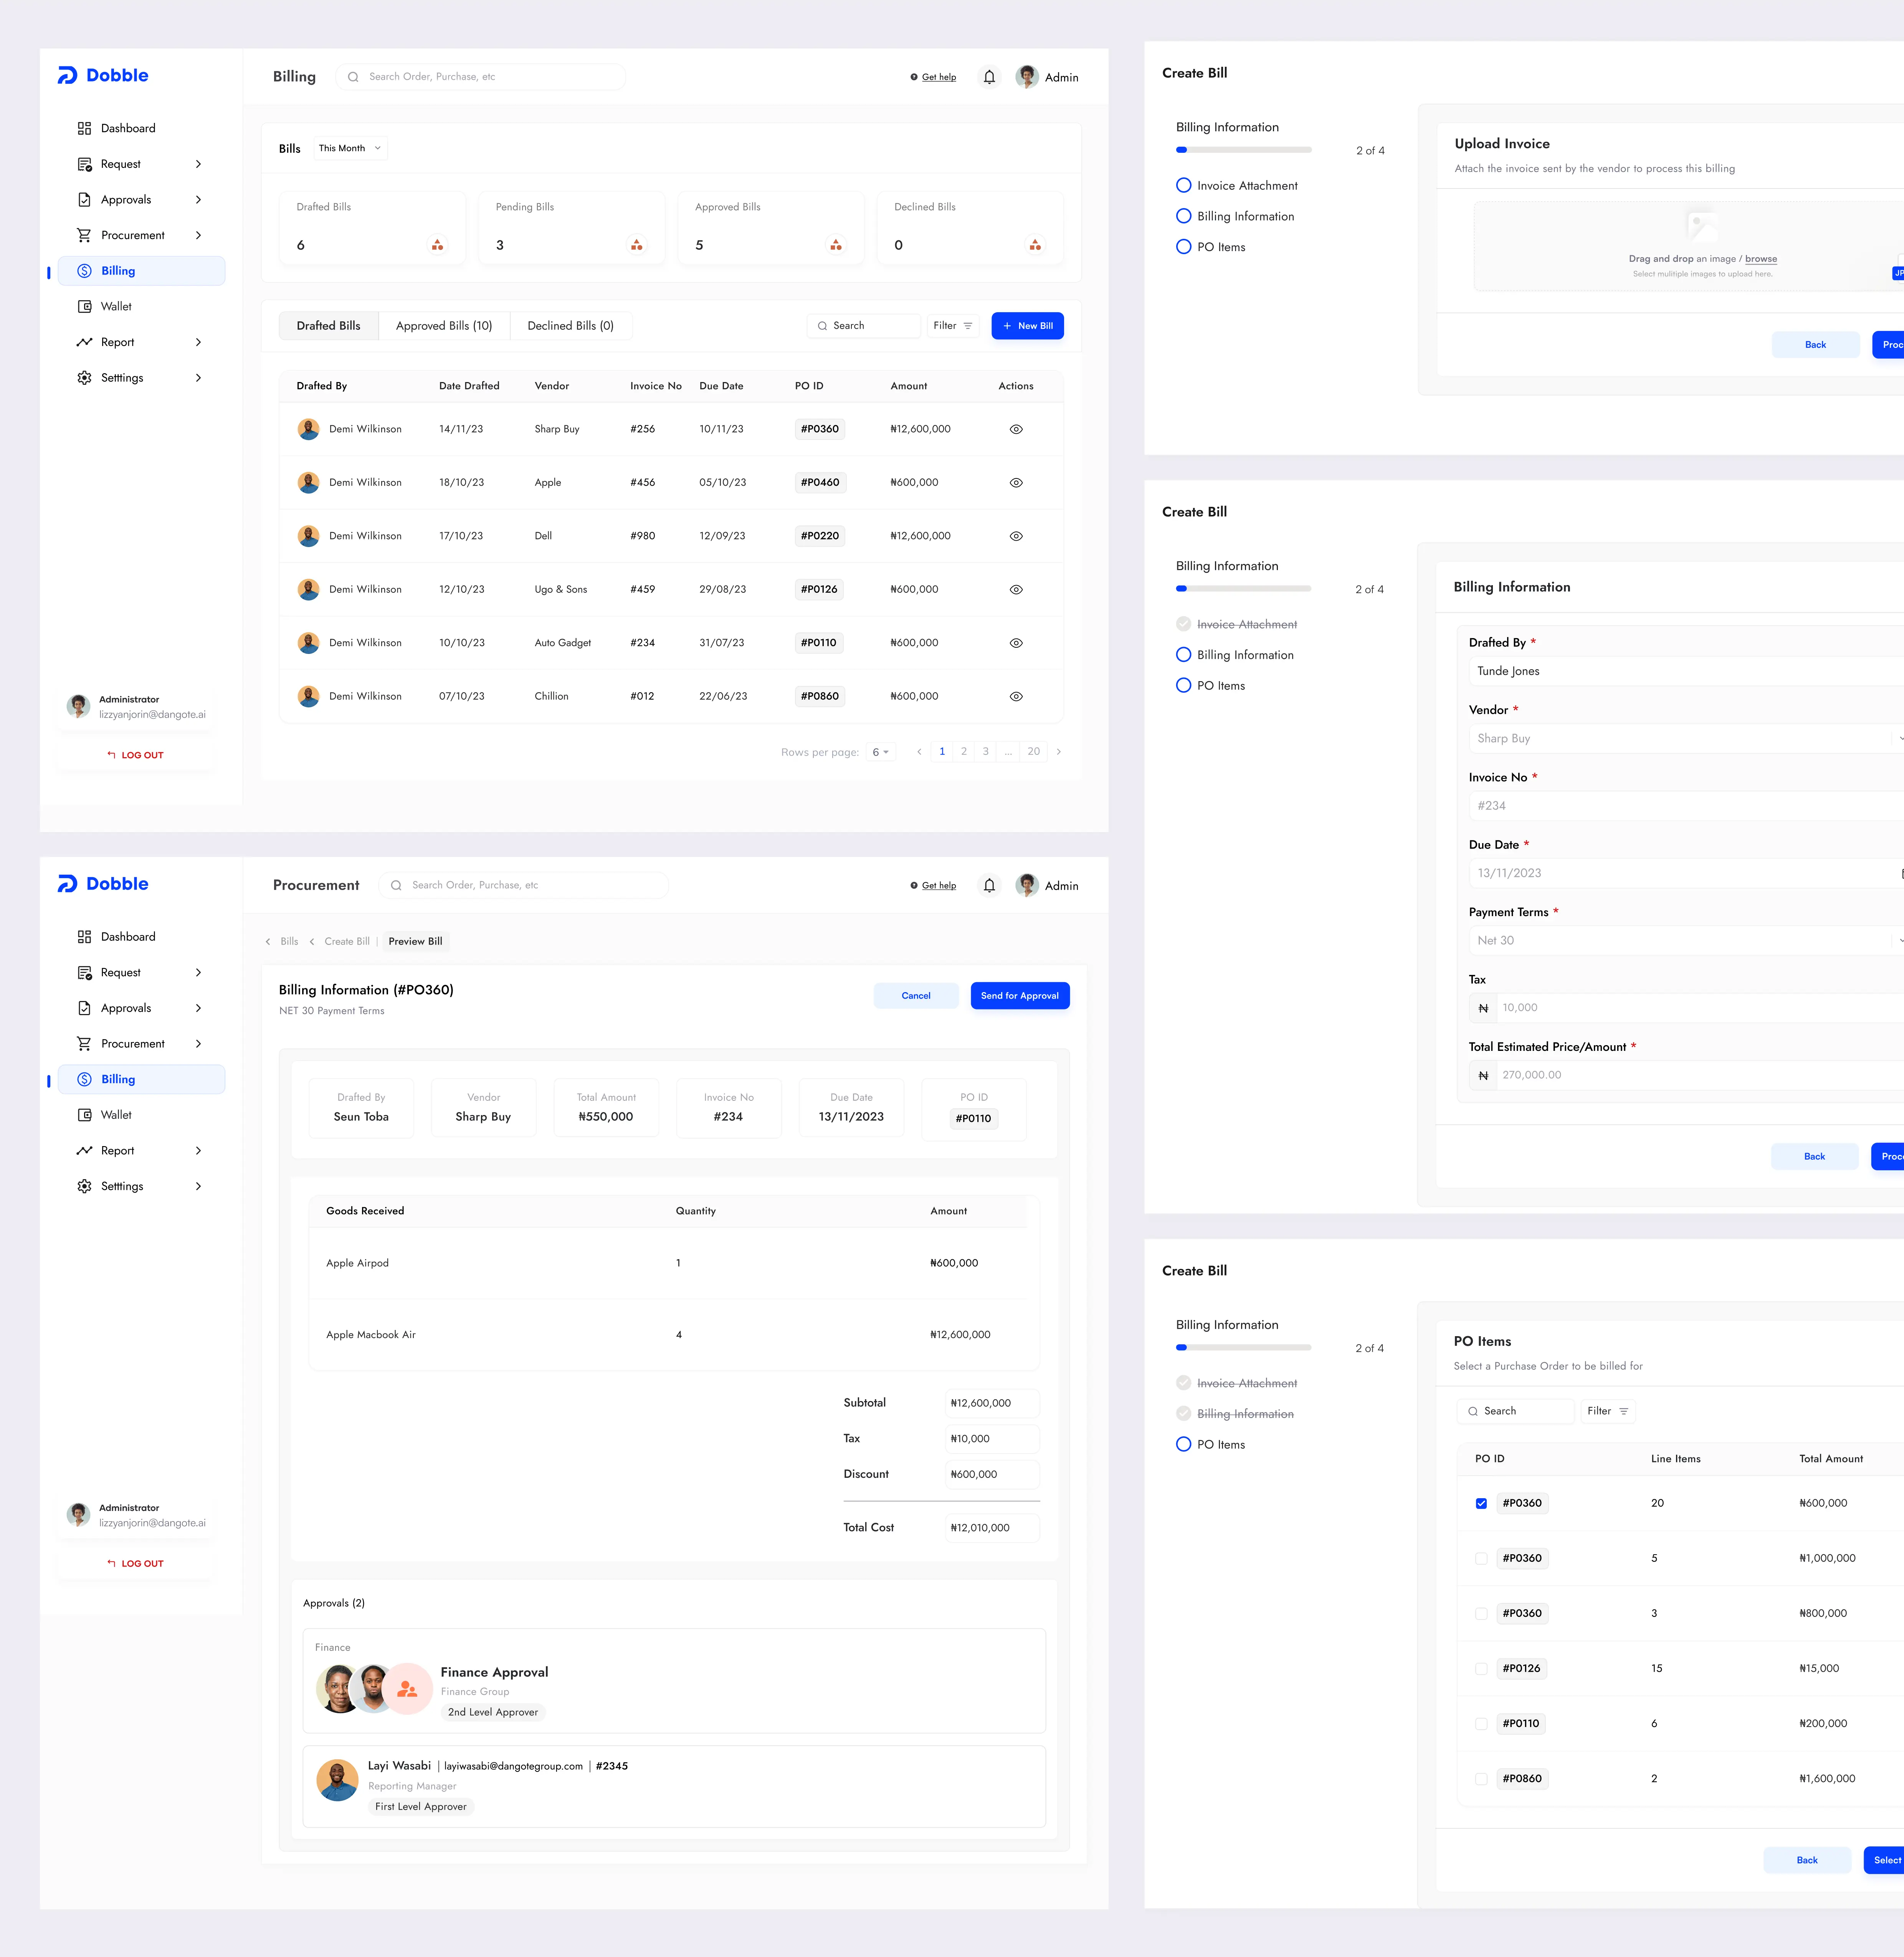 Dobble
Billing
Search Order, Purchase, etc
Get help
Admin
Dashboard
Request
Approvals
Procurement
Billing
Wallet
Report
Setttings
Administrator
lizzyanjorin@dangote.ai
LOG OUT
Bills
This Month
Drafted Bills
6
Pending Bills
3
Approved Bills
5
Declined Bills
0
Drafted Bills
Approved Bills (10)
Declined Bills (0)
Search
Filter
+ New Bill
Drafted By Date Drafted Vendor Invoice No Due Date PO ID Amount Actions
Demi Wilkinson 14/11/23 Sharp Buy #256 10/11/23 #P0360 ₦12,600,000
Demi Wilkinson 18/10/23 Apple #456 05/10/23 #P0460 ₦600,000
Demi Wilkinson 17/10/23 Dell #980 12/09/23 #P0220 ₦12,600,000
Demi Wilkinson 12/10/23 Ugo & Sons #459 29/08/23 #P0126 ₦600,000
Demi Wilkinson 10/10/23 Auto Gadget #234 31/07/23 #P0110 ₦600,000
Demi Wilkinson 07/10/23 Chillion #012 22/06/23 #P0860 ₦600,000
Rows per page: 6 1 2 3 ... 20
Dobble
Procurement
Search Order, Purchase, etc
Get help
Admin
Dashboard
Request
Approvals
Procurement
Billing
Wallet
Report
Setttings
Administrator
lizzyanjorin@dangote.ai
LOG OUT
Bills Create Bill | Preview Bill
Billing Information (#PO360)
NET 30 Payment Terms
Cancel
Send for Approval
Drafted By
Seun Toba
Vendor
Sharp Buy
Total Amount
₦550,000
Invoice No
#234
Due Date
13/11/2023
PO ID
#P0110
Goods Received Quantity Amount
Apple Airpod 1 ₦600,000
Apple Macbook Air 4 ₦12,600,000
Subtotal ₦12,600,000
Tax ₦10,000
Discount ₦600,000
Total Cost ₦12,010,000
Approvals (2)
Finance
Finance Approval
Finance Group
2nd Level Approver
Layi Wasabi | layiwasabi@dangotegroup.com | #2345
Reporting Manager
First Level Approver
Create Bill
Billing Information
2 of 4
Invoice Attachment
Billing Information
PO Items
Upload Invoice
Attach the invoice sent by the vendor to process this billing
Drag and drop an image / browse
Select mulitiple images to upload here.
JP
Back
Proc
Create Bill
Billing Information
2 of 4
Invoice Attachment
Billing Information
PO Items
Billing Information
Drafted By *
Tunde Jones
Vendor *
Sharp Buy
Invoice No *
#234
Due Date *
13/11/2023
Payment Terms *
Net 30
Tax
₦ 10,000
Total Estimated Price/Amount *
₦ 270,000.00
Back
Proc
Create Bill
Billing Information
2 of 4
Invoice Attachment
Billing Information
PO Items
PO Items
Select a Purchase Order to be billed for
Search
Filter
PO ID Line Items Total Amount
#P0360 20 ₦600,000
#P0360 5 ₦1,000,000
#P0360 3 ₦800,000
#P0126 15 ₦15,000
#P0110 6 ₦200,000
#P0860 2 ₦1,600,000
Back
Select